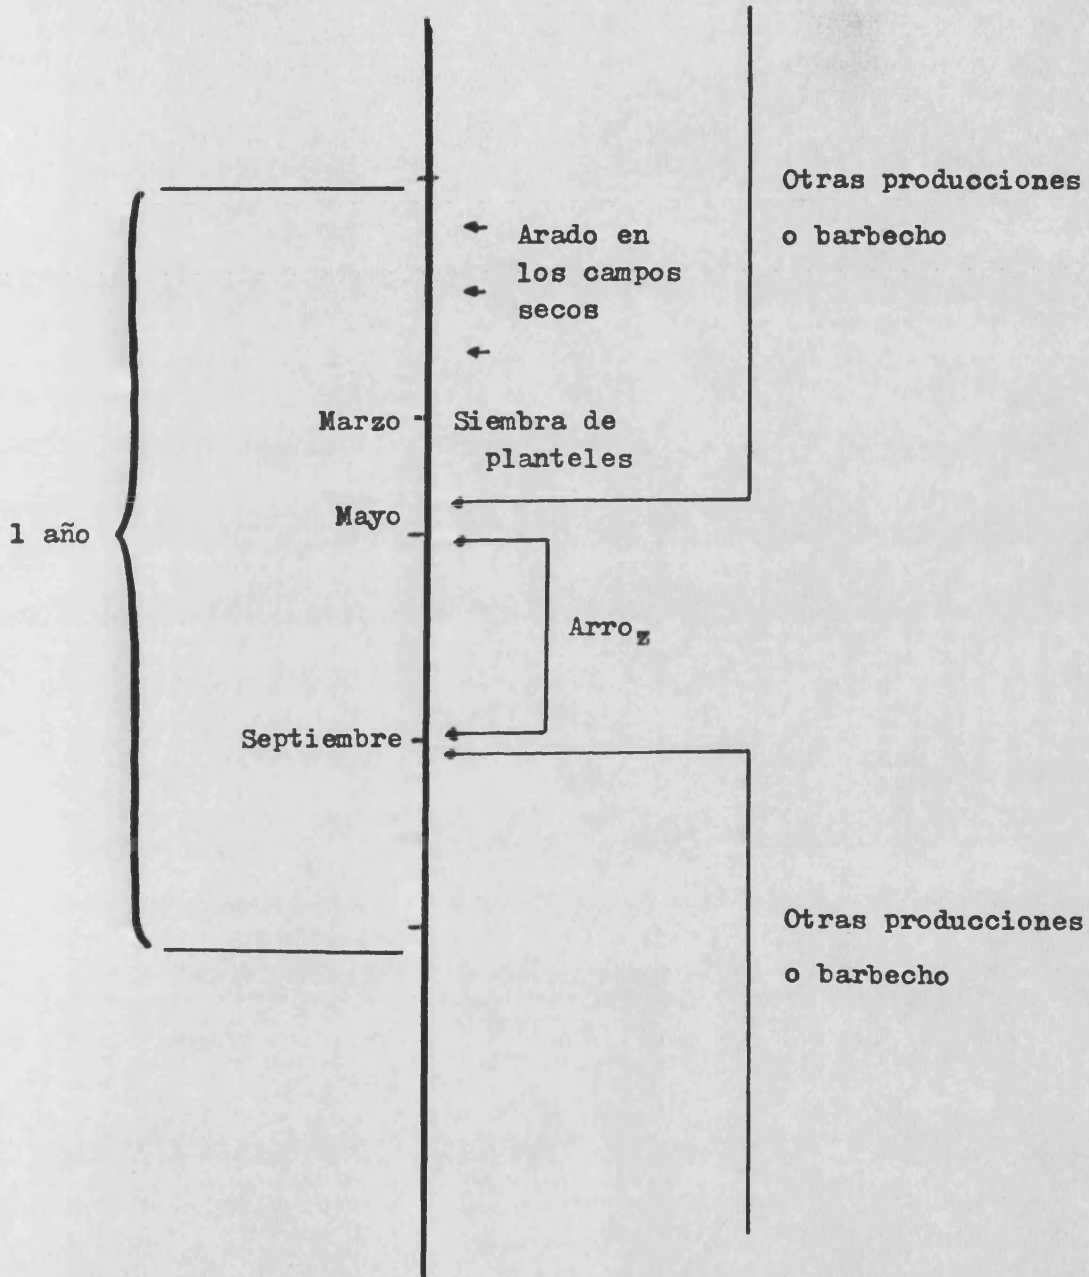 Otras producciones
o barbecho
Arado en
los campos
secos
Marzo
Siembra de
planteles
Mayo
1 año
Arroz
Septiembre
Otras producciones
o barbecho